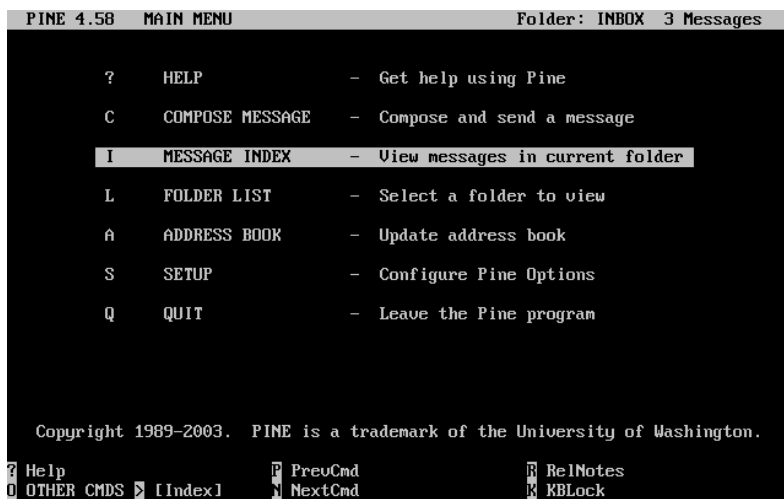 PINE 4.58   MAIN MENU                         Folder: INBOX   3 Messages
?   HELP   -   Get help using Pine
C   COMPOSE MESSAGE   -   Compose and send a message
I   MESSAGE INDEX   -   View messages in current folder
L   FOLDER LIST   -   Select a folder to view
A   ADDRESS BOOK   -   Update address book
S   SETUP   -   Configure Pine Options
Q   QUIT   -   Leave the Pine program
Copyright 1989-2003.  PINE is a trademark of the University of Washington.
? Help   P PrevCmd   R RelNotes
O OTHER CMDS > [Index]   N NextCmd   K KBLock